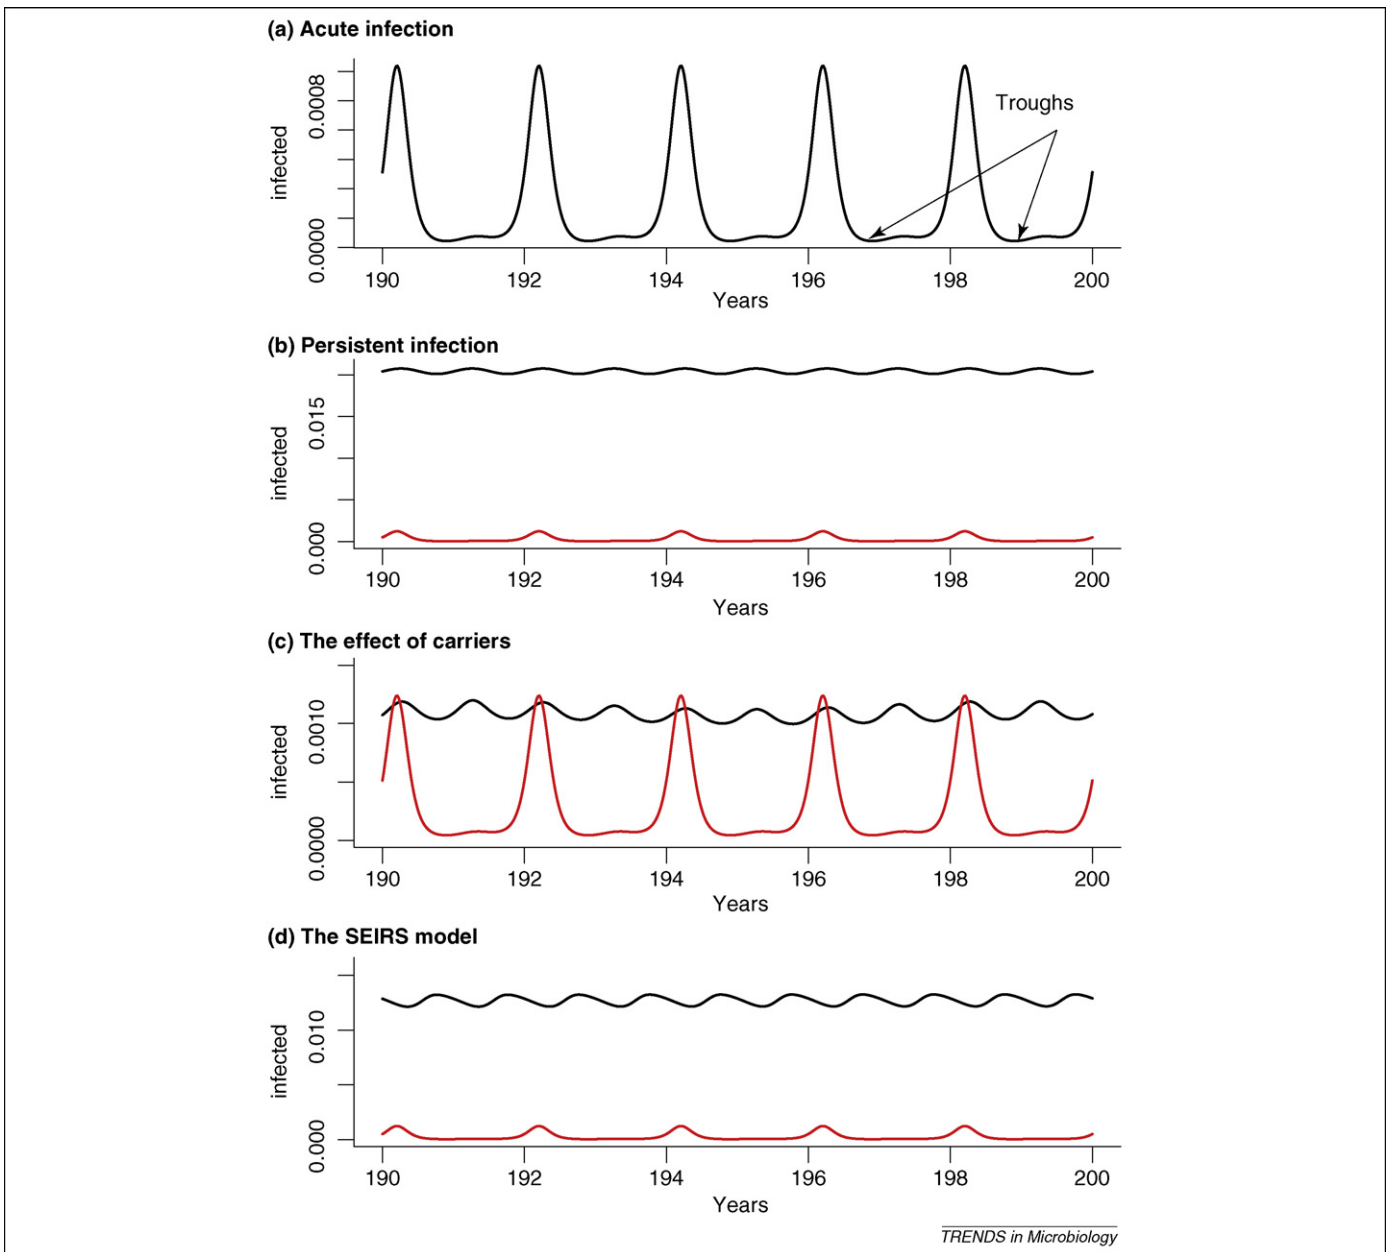 (a) Acute infection
0.0008
0.0000
infected
Troughs
190 192 194 196 198 200
Years
(b) Persistent infection
0.015
0.000
infected
190 192 194 196 198 200
Years
(c) The effect of carriers
0.0010
0.0000
infected
190 192 194 196 198 200
Years
(d) The SEIRS model
0.010
0.000
infected
190 192 194 196 198 200
Years
TRENDS in Microbiology